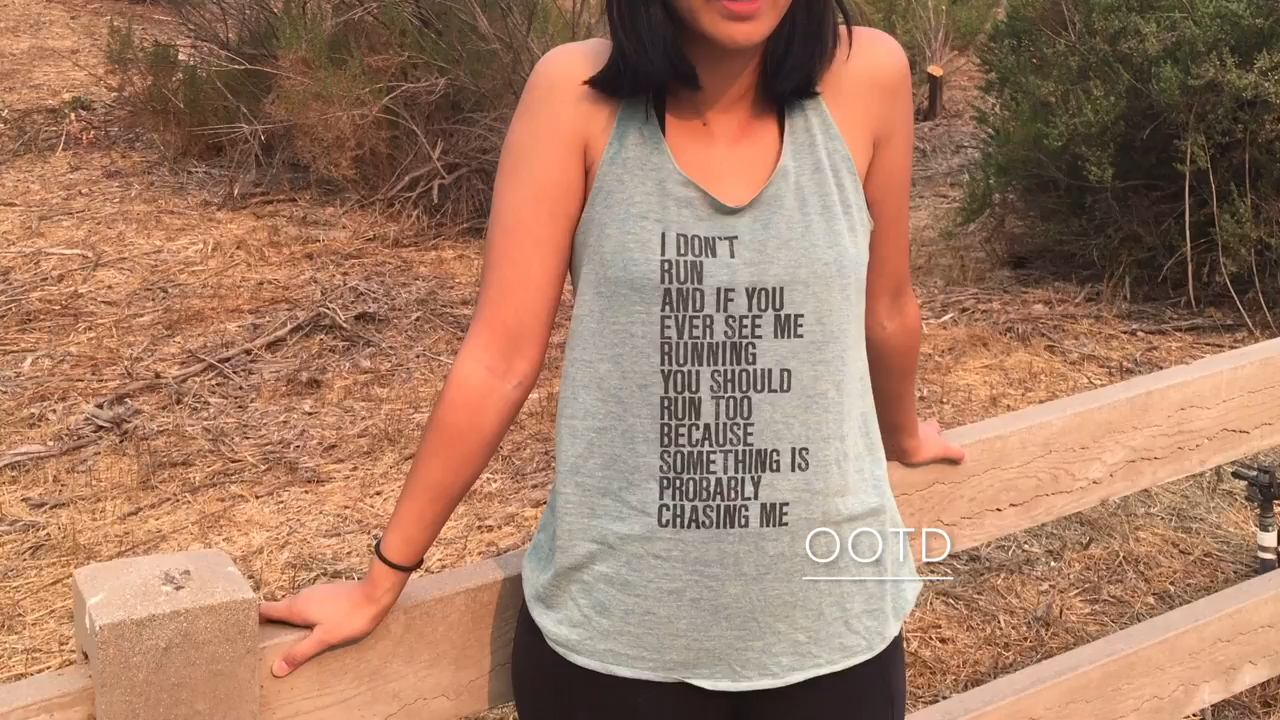 I DON'T
RUN
AND IF YOU
EVER SEE ME
RUNNING
YOU SHOULD
RUN TOO
BECAUSE
SOMETHING IS
PROBABLY
CHASING ME
OOTD